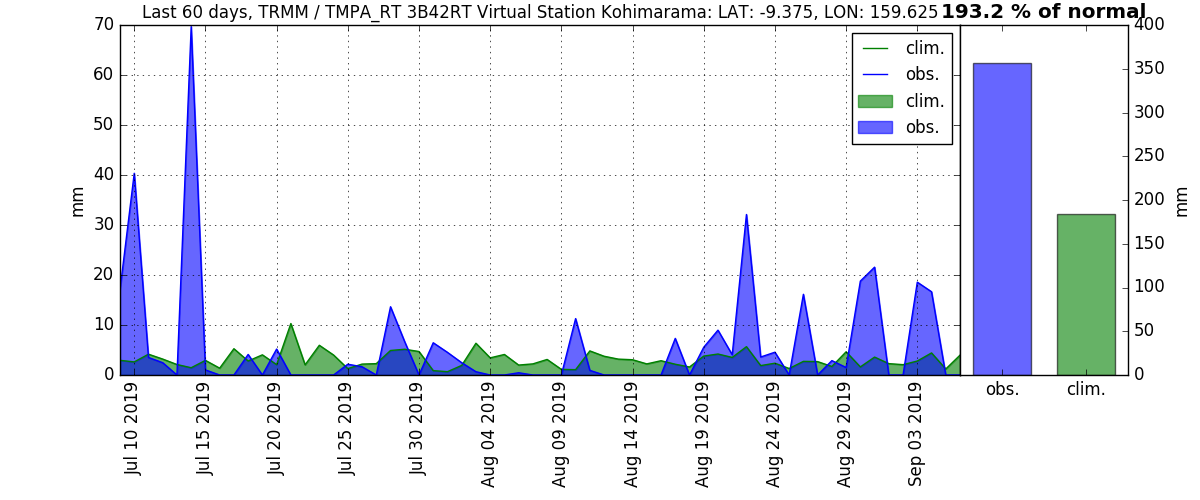 Last 60 days, TRMM / TMPA_RT 3B42RT Virtual Station Kohimarama: LAT: -9.375, LON: 159.625
193.2 % of normal
70
60
50
40
30
20
10
0
mm
clim.
obs.
clim.
obs.
Jul 10 2019
Jul 15 2019
Jul 20 2019
Jul 25 2019
Jul 30 2019
Aug 04 2019
Aug 09 2019
Aug 14 2019
Aug 19 2019
Aug 24 2019
Aug 29 2019
Sep 03 2019
400
350
300
250
200
150
100
50
0
mm
obs.
clim.